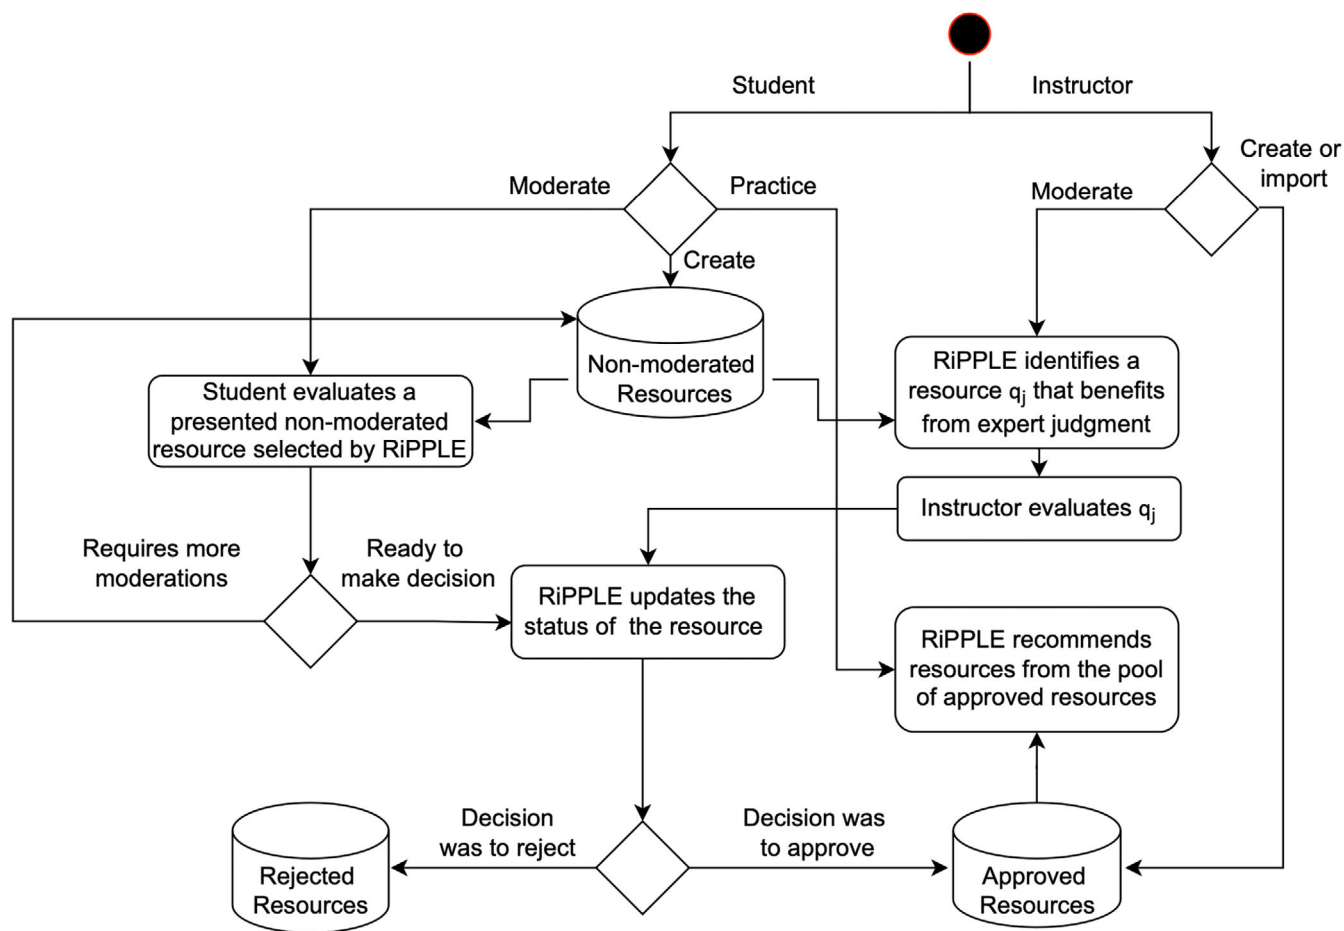 Student
Instructor
Create or
import
Moderate
Practice
Moderate
Create
Non-moderated
Resources
RiPPLE identifies a
resource qj that benefits
from expert judgment
Student evaluates a
presented non-moderated
resource selected by RiPPLE
Instructor evaluates qj
Requires more
moderations
Ready to
make decision
RiPPLE updates the
status of the resource
RiPPLE recommends
resources from the pool
of approved resources
Decision
was to reject
Decision was
to approve
Rejected
Resources
Approved
Resources